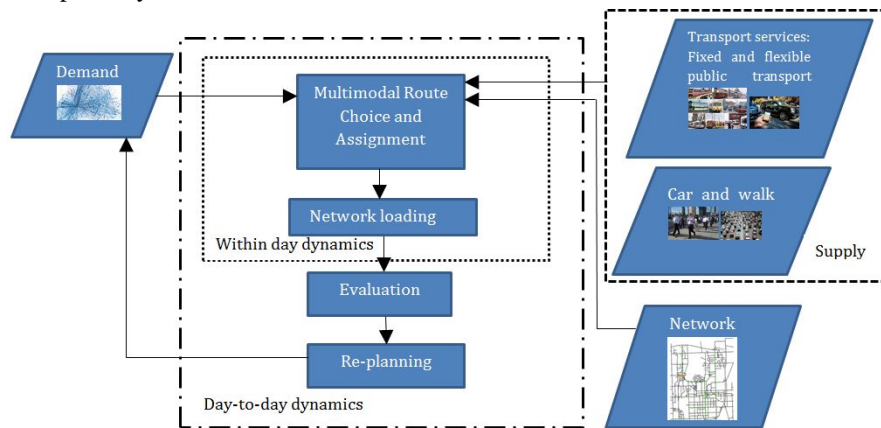 Transport services:
Fixed and flexible
public transport
Demand
Multimodal Route
Choice and
Assignment
Car and walk
Network loading
Within day dynamics
Supply
Evaluation
Network
Re-planning
Day-to-day dynamics